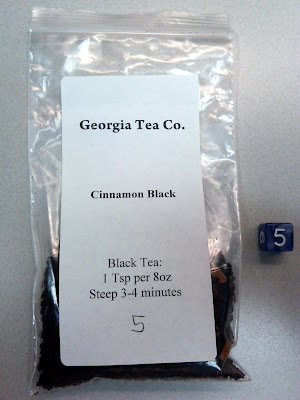 Georgia Tea Co.
Cinnamon Black
Black Tea:
1 Tsp per 8oz
Steep 3-4 minutes
5
5